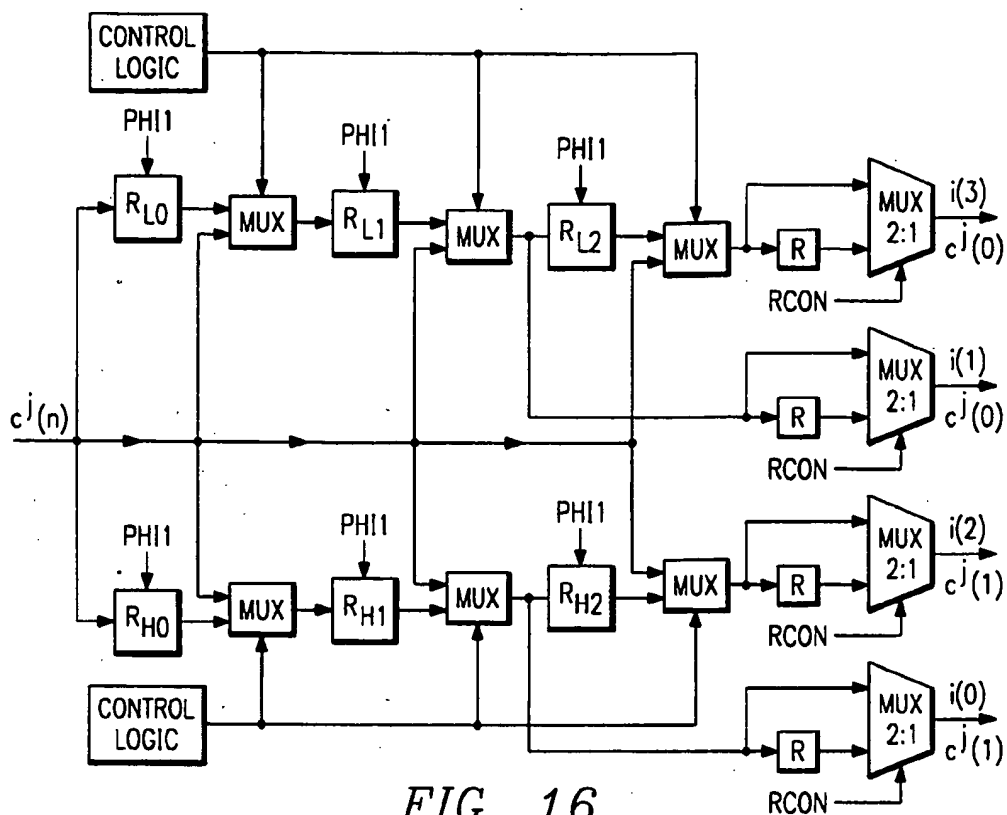 CONTROL
LOGIC
PHI1
PHI1
PHI1
R_L0
MUX
R_L1
MUX
R_L2
MUX
R
MUX
2:1
i(3)
c^j(0)
RCON
c^j(n)
R
MUX
2:1
i(1)
c^j(0)
RCON
PHI1
PHI1
PHI1
R_H0
MUX
R_H1
MUX
R_H2
MUX
R
MUX
2:1
i(2)
c^j(1)
RCON
CONTROL
LOGIC
R
MUX
2:1
i(0)
c^j(1)
RCON
FIG. 16